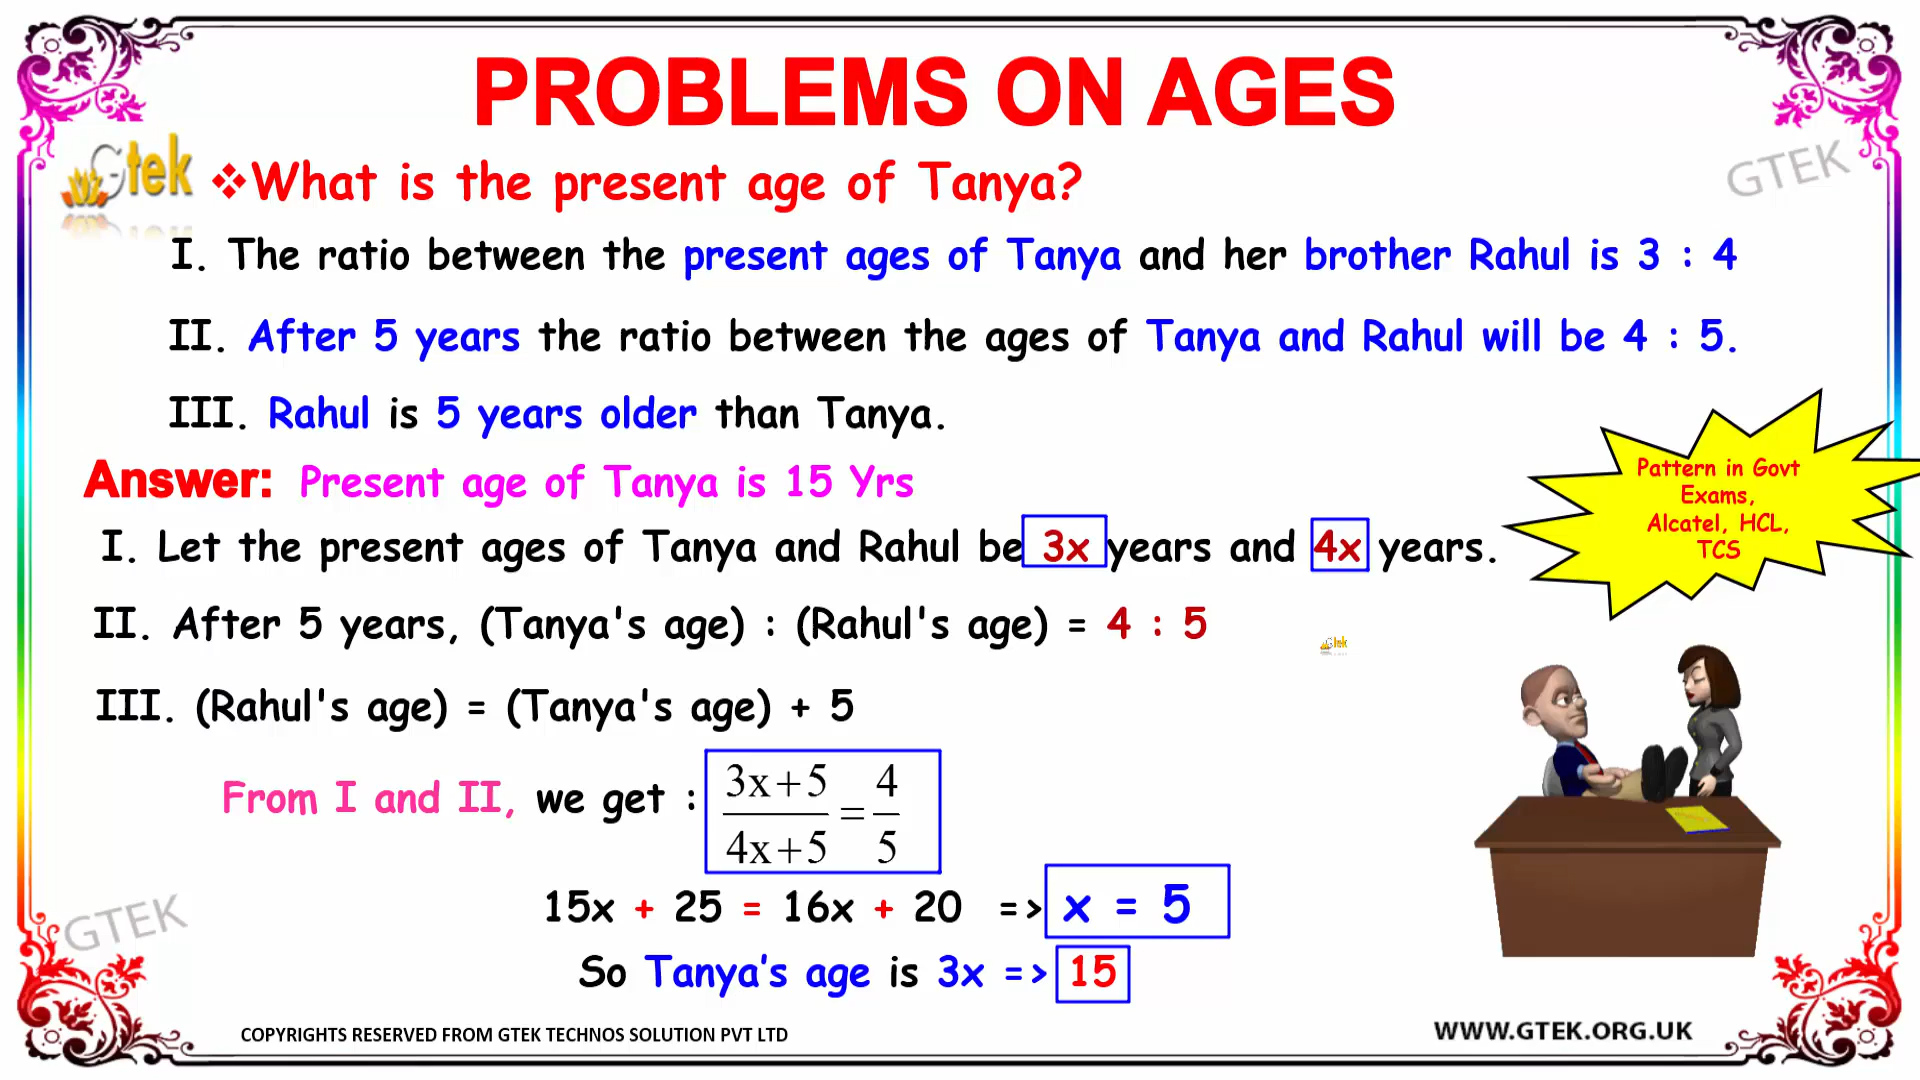 PROBLEMS ON AGES
Gtek
❖What is the present age of Tanya?
GTEK
I. The ratio between the present ages of Tanya and her brother Rahul is 3 : 4
II. After 5 years the ratio between the ages of Tanya and Rahul will be 4 : 5.
III. Rahul is 5 years older than Tanya.
Pattern in Govt
Exams,
Alcatel, HCL,
TCS
Answer: Present age of Tanya is 15 Yrs
I. Let the present ages of Tanya and Rahul be 3x years and 4x years.
II. After 5 years, (Tanya's age) : (Rahul's age) = 4 : 5
Gtek
III. (Rahul's age) = (Tanya's age) + 5
From I and II, we get : (3x+5)/(4x+5) = 4/5
15x + 25 = 16x + 20 => x = 5
GTEK
So Tanya’s age is 3x => 15
COPYRIGHTS RESERVED FROM GTEK TECHNOS SOLUTION PVT LTD
WWW.GTEK.ORG.UK